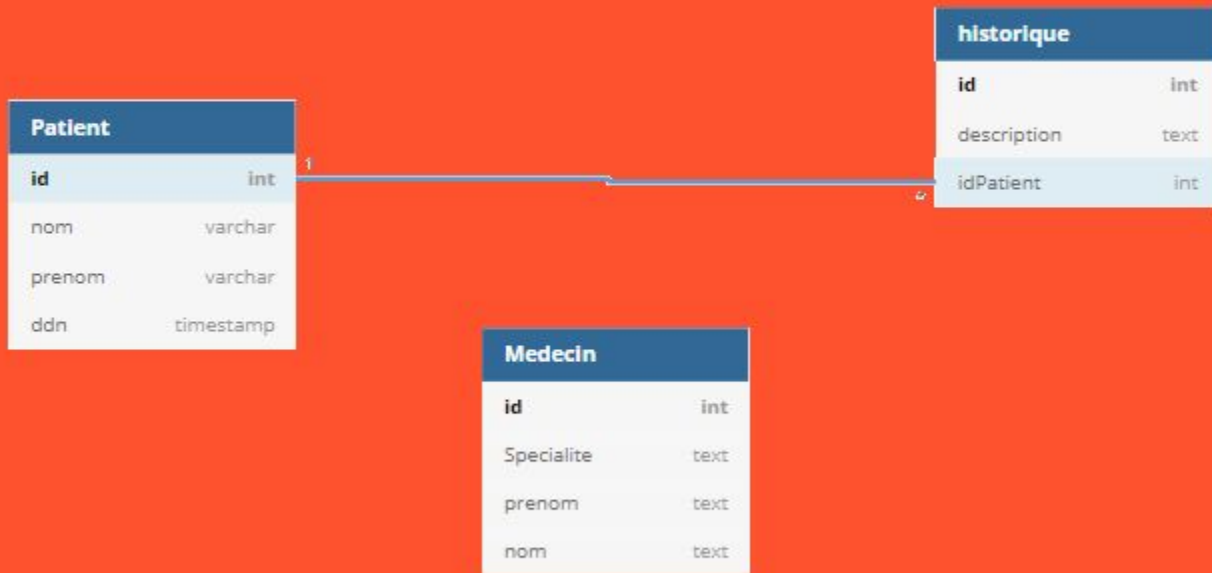 Patient
id int
nom varchar
prenom varchar
ddn timestamp
1
*
historique
id int
description text
idPatient int
Medecin
id int
Specialite text
prenom text
nom text